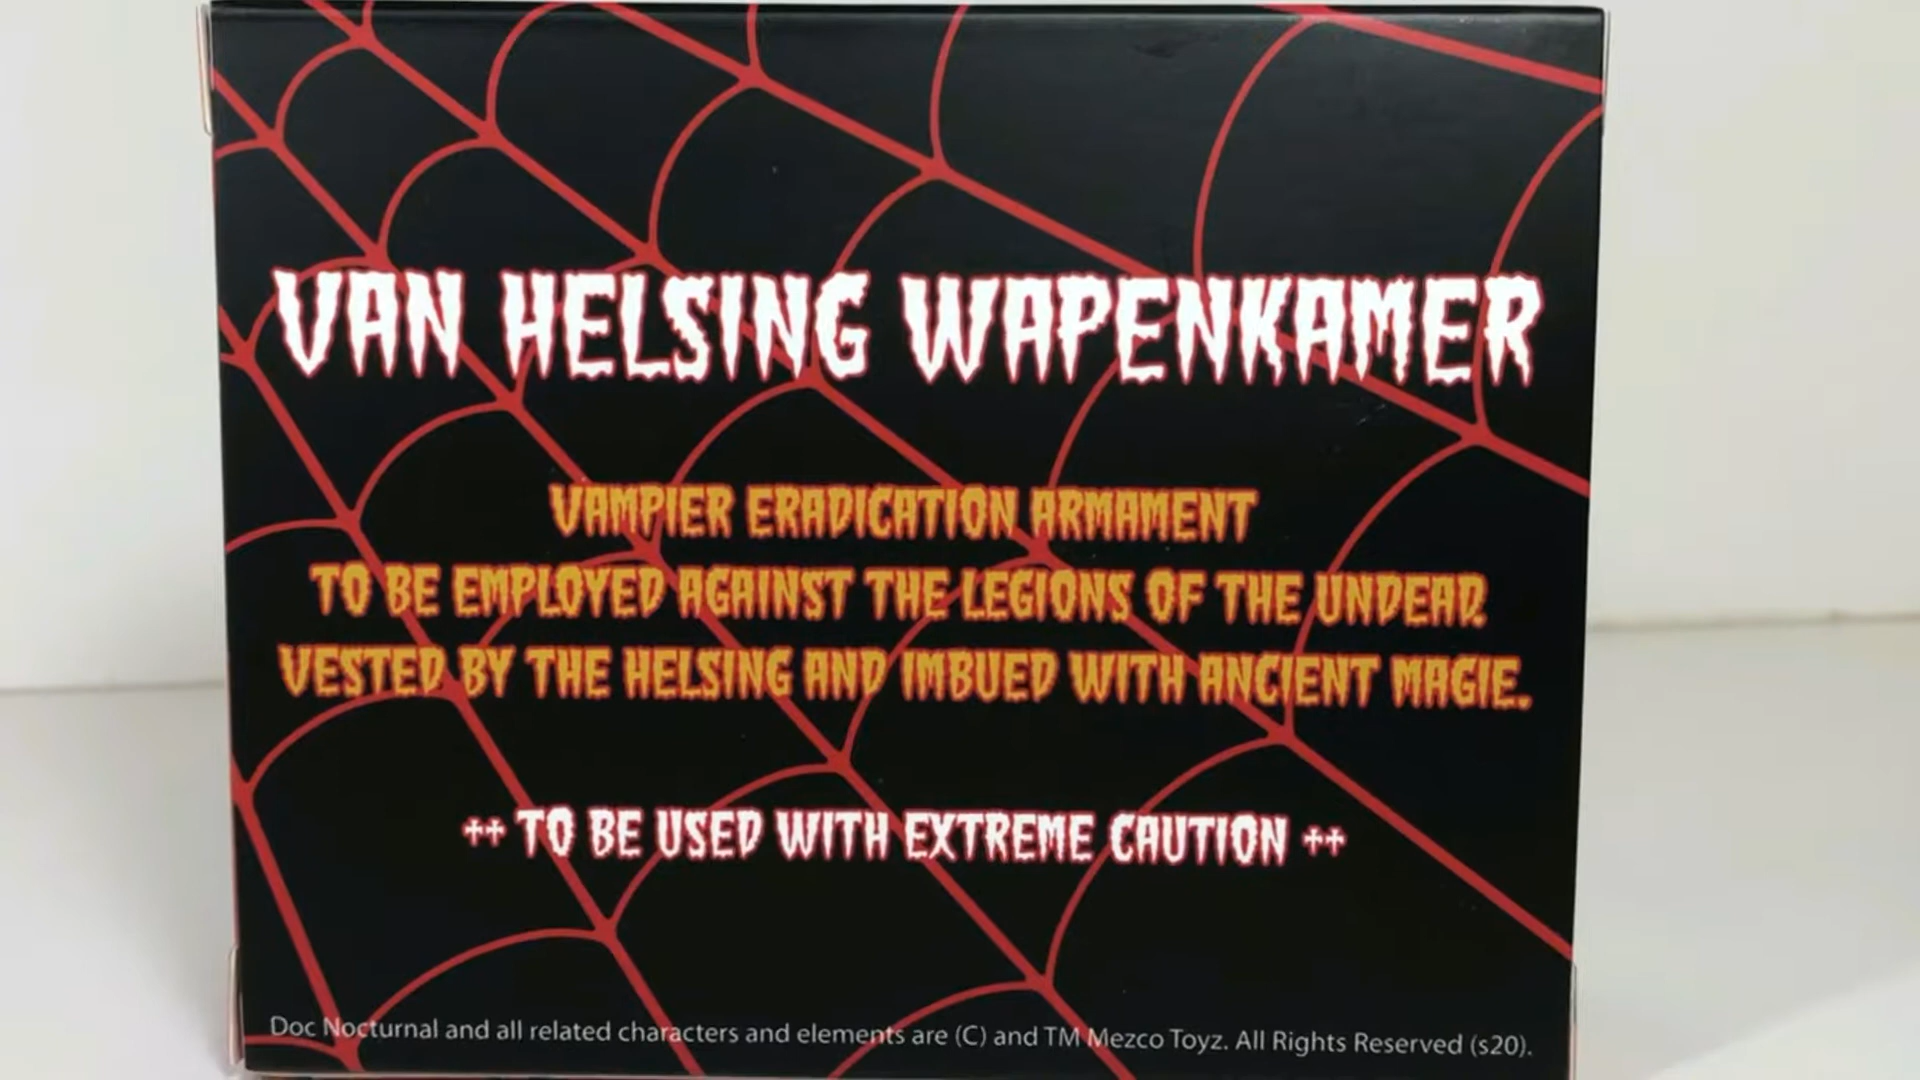 VAN HELSING WAPENKAMER
VAMPIER ERADICATION ARMAMENT
TO BE EMPLOYED AGAINST THE LEGIONS OF THE UNDEAD.
VESTED BY THE HELSING AND IMBUED WITH ANCIENT MAGIE.
++ TO BE USED WITH EXTREME CAUTION ++
Doc Nocturnal and all related characters and elements are (C) and TM Mezco Toyz. All Rights Reserved (s20).